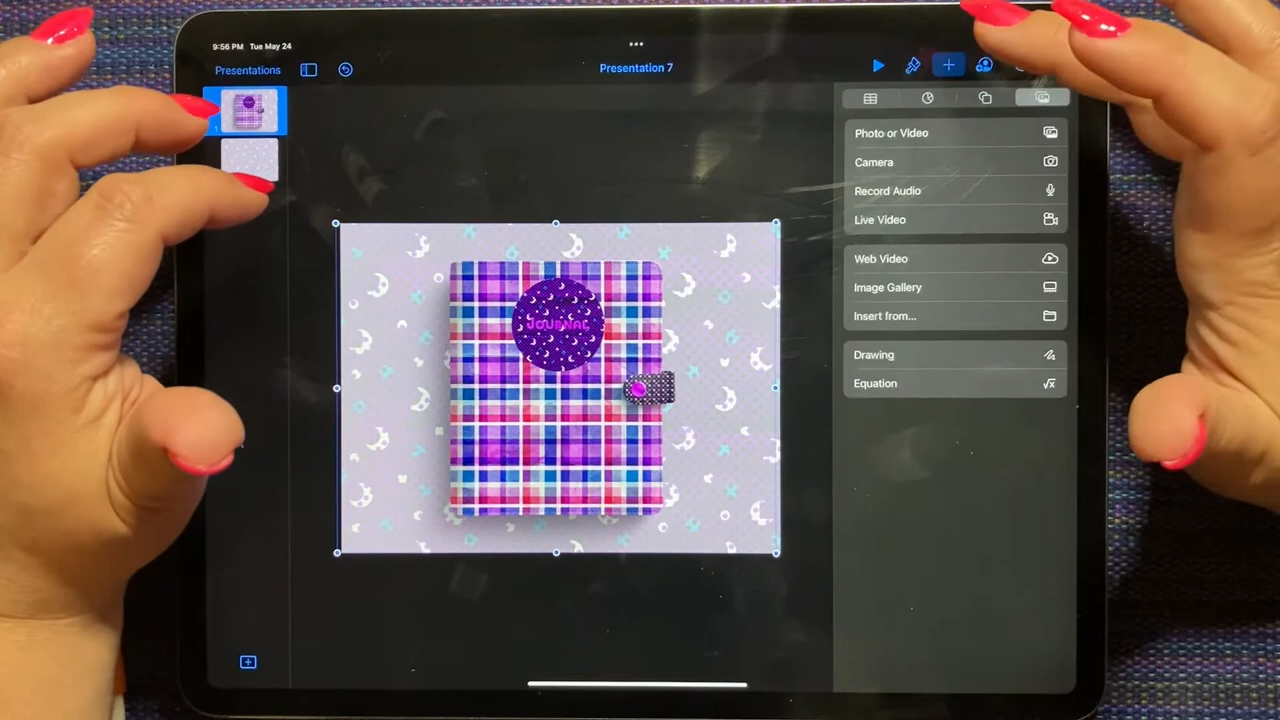 9:56 PM Tue May 24
Presentations
Presentation 7
1
JOURNAL
Photo or Video
Camera
Record Audio
Live Video
Web Video
Image Gallery
Insert from...
Drawing
Equation
√x